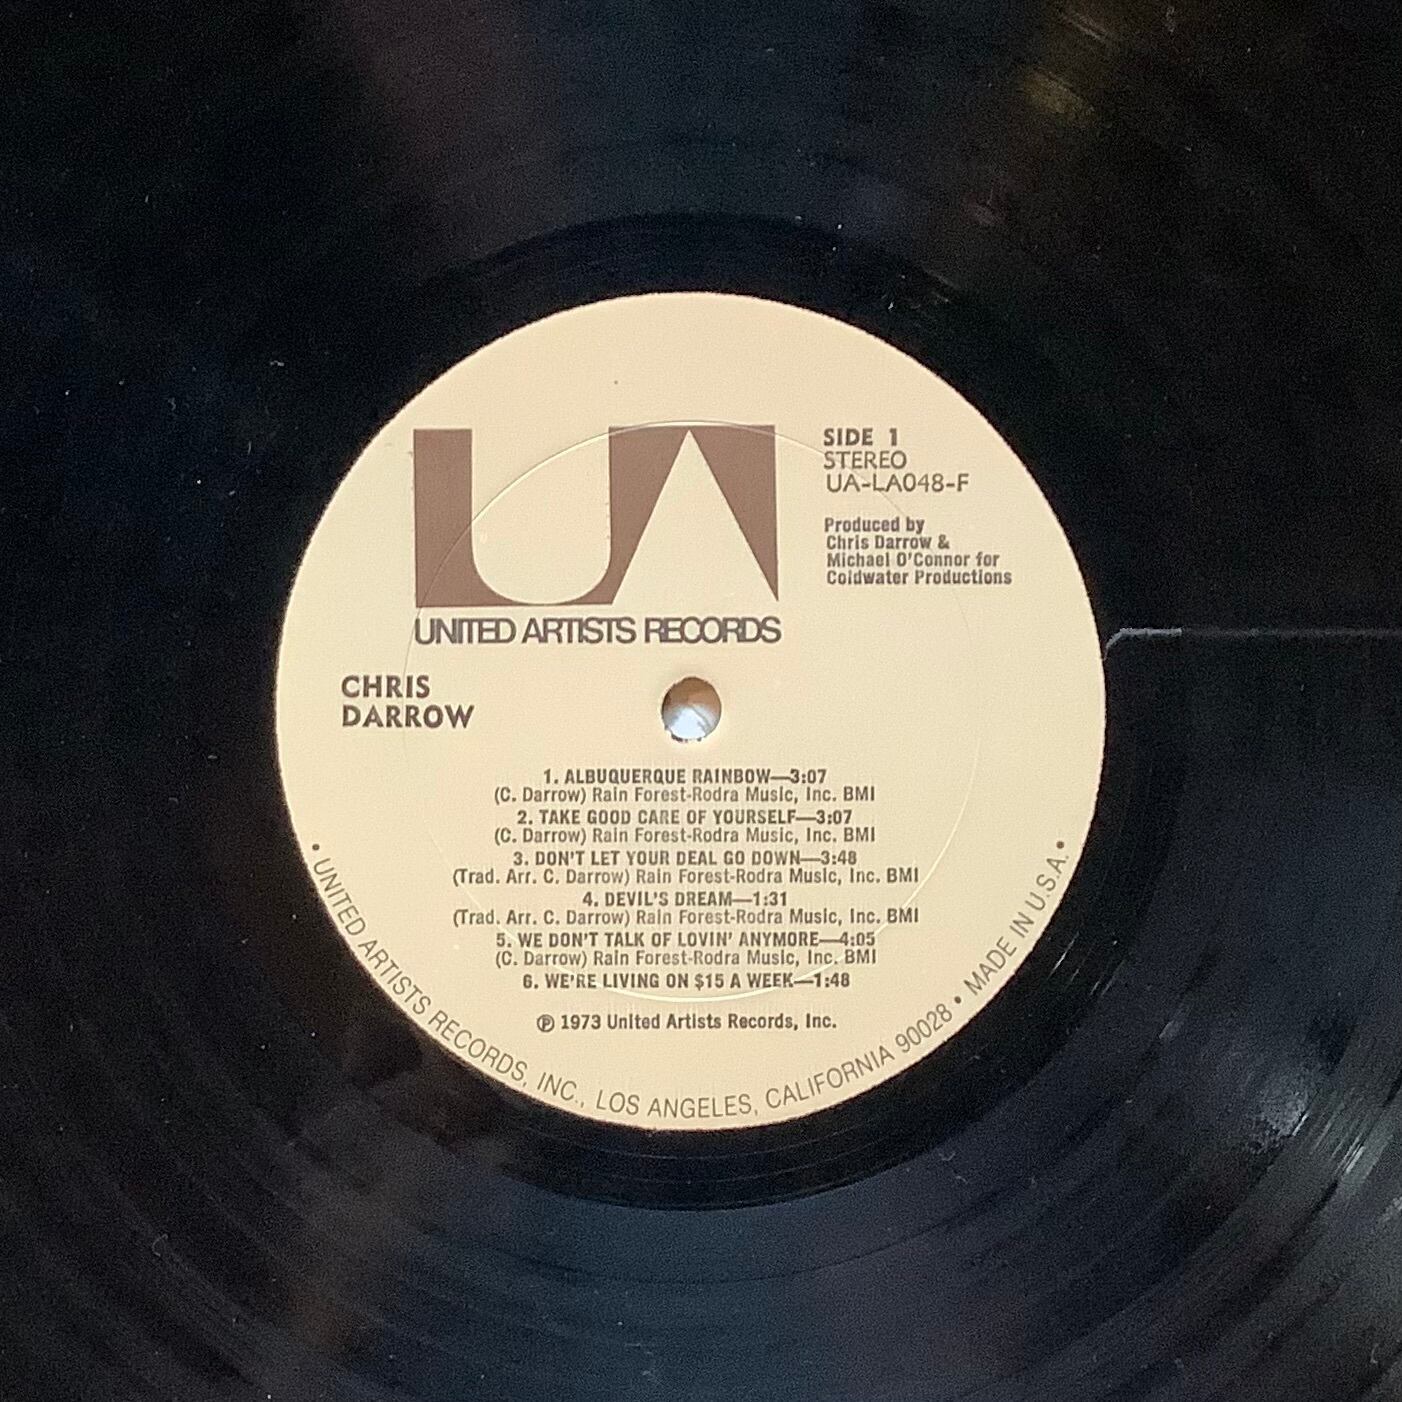 UA
UNITED ARTISTS RECORDS
SIDE 1
STEREO
UA-LA048-F
Produced by
Chris Darrow &
Michael O'Connor for
Coldwater Productions
CHRIS
DARROW
1. ALBUQUERQUE RAINBOW—3:07
(C. Darrow) Rain Forest-Rodra Music, Inc. BMI
2. TAKE GOOD CARE OF YOURSELF—3:07
(C. Darrow) Rain Forest-Rodra Music, Inc. BMI
3. DON'T LET YOUR DEAL GO DOWN—3:48
(Trad. Arr. C. Darrow) Rain Forest-Rodra Music, Inc. BMI
4. DEVIL'S DREAM—1:31
(Trad. Arr. C. Darrow) Rain Forest-Rodra Music, Inc. BMI
5. WE DON'T TALK OF LOVIN' ANYMORE—4:05
(C. Darrow) Rain Forest-Rodra Music, Inc. BMI
6. WE'RE LIVING ON $15 A WEEK—1:48
℗ 1973 United Artists Records, Inc.
• UNITED ARTISTS RECORDS, INC., LOS ANGELES, CALIFORNIA 90028 • MADE IN U.S.A. •